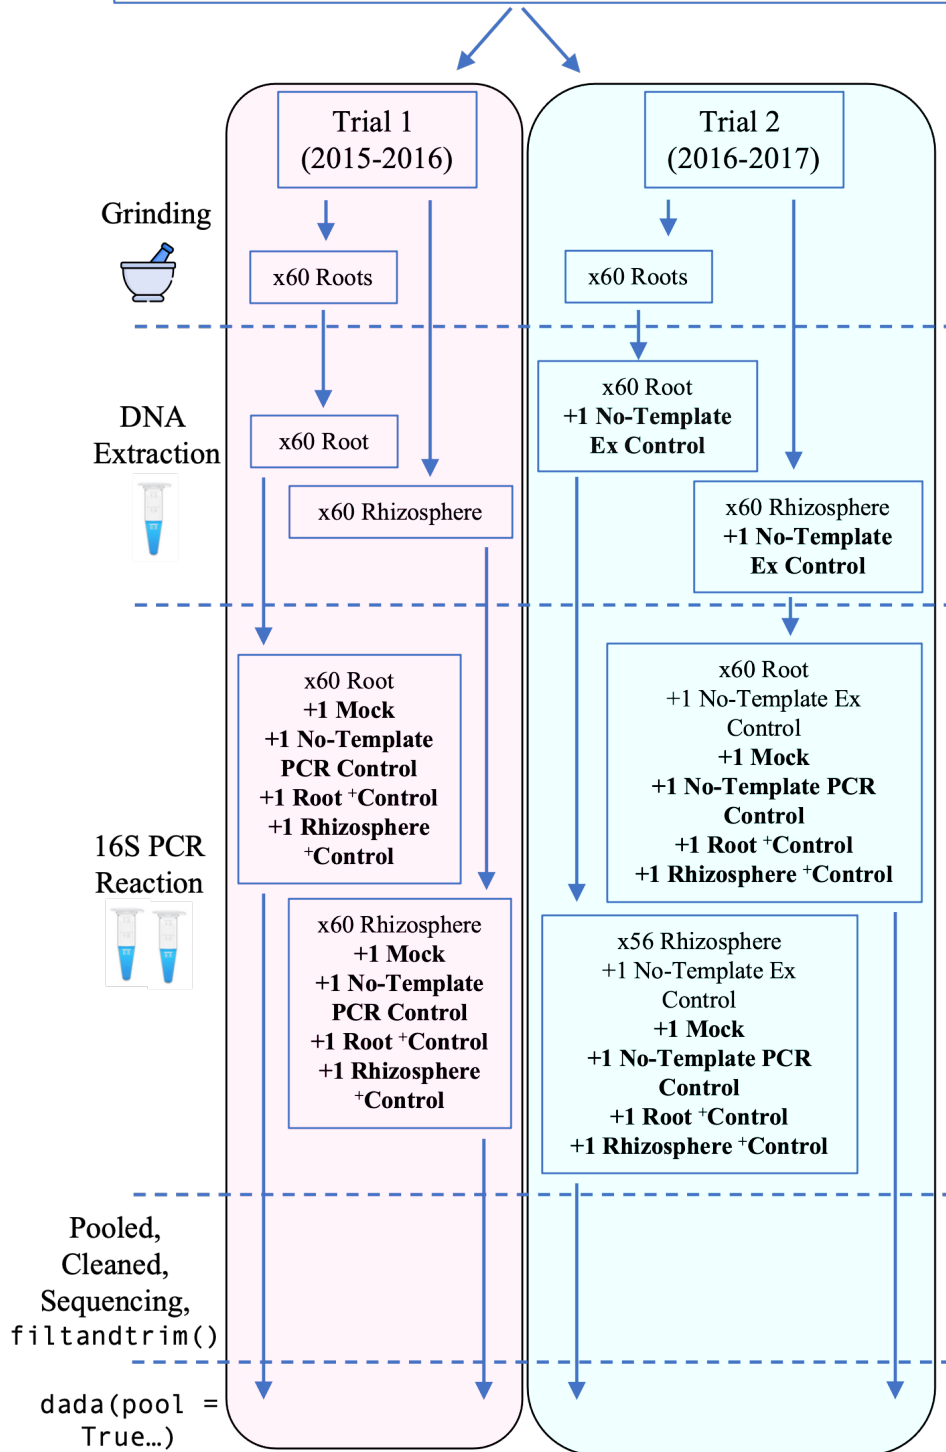 Trial 1
(2015-2016)
Trial 2
(2016-2017)
Grinding
x60 Roots
x60 Roots
DNA
Extraction
x60 Root
x60 Rhizosphere
x60 Root
+1 No-Template
Ex Control
x60 Rhizosphere
+1 No-Template
Ex Control
16S PCR
Reaction
x60 Root
+1 Mock
+1 No-Template
PCR Control
+1 Root +Control
+1 Rhizosphere
+Control
x60 Rhizosphere
+1 Mock
+1 No-Template
PCR Control
+1 Root +Control
+1 Rhizosphere
+Control
x60 Root
+1 No-Template Ex
Control
+1 Mock
+1 No-Template PCR
Control
+1 Root +Control
+1 Rhizosphere +Control
x56 Rhizosphere
+1 No-Template Ex
Control
+1 Mock
+1 No-Template PCR
Control
+1 Root +Control
+1 Rhizosphere +Control
Pooled,
Cleaned,
Sequencing,
filtandtrim()
dada(pool =
True…)